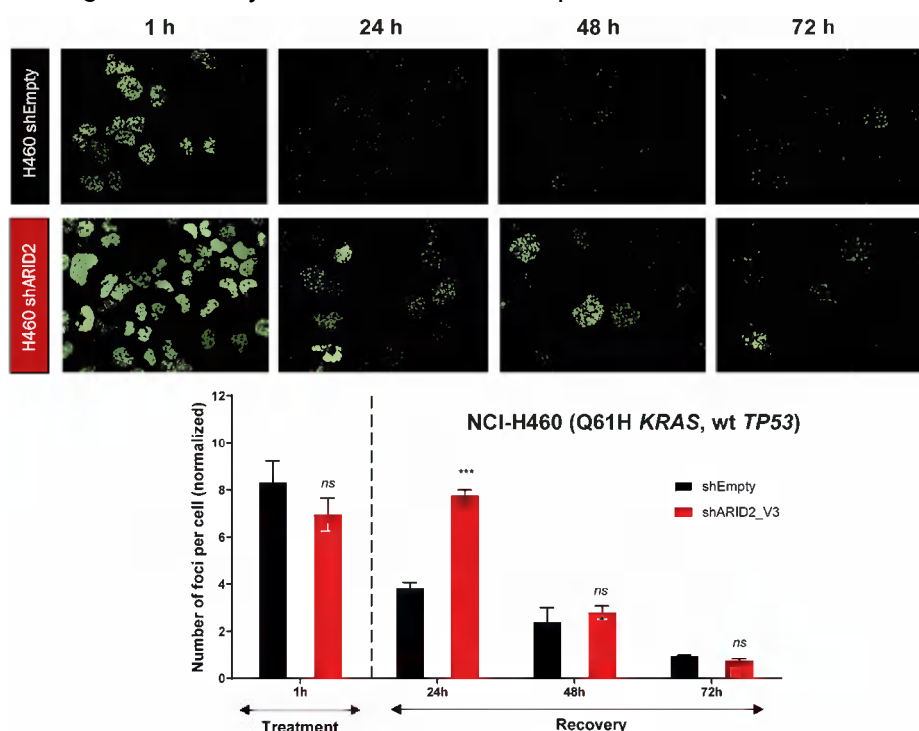 1 h 24 h 48 h 72 h
H460 shEmpty
H460 shARID2
NCI-H460 (Q61H KRAS, wt TP53)
Number of foci per cell (normalized)
12
10
8
6
4
2
0
ns
***
ns
ns
shEmpty
shARID2_V3
1h 24h 48h 72h
Treatment Recovery